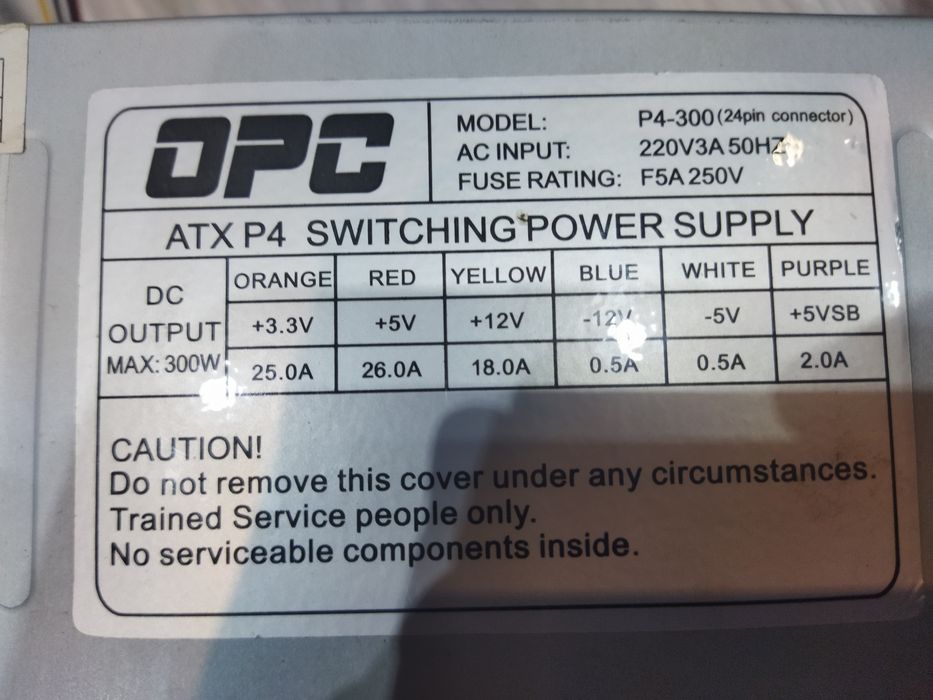 OPC
MODEL: P4-300 (24pin connector)
AC INPUT: 220V3A 50HZ
FUSE RATING: F5A 250V
ATX P4 SWITCHING POWER SUPPLY
DC OUTPUT MAX: 300W
ORANGE RED YELLOW BLUE WHITE PURPLE
+3.3V +5V +12V -12V -5V +5VSB
25.0A 26.0A 18.0A 0.5A 0.5A 2.0A
CAUTION!
Do not remove this cover under any circumstances.
Trained Service people only.
No serviceable components inside.